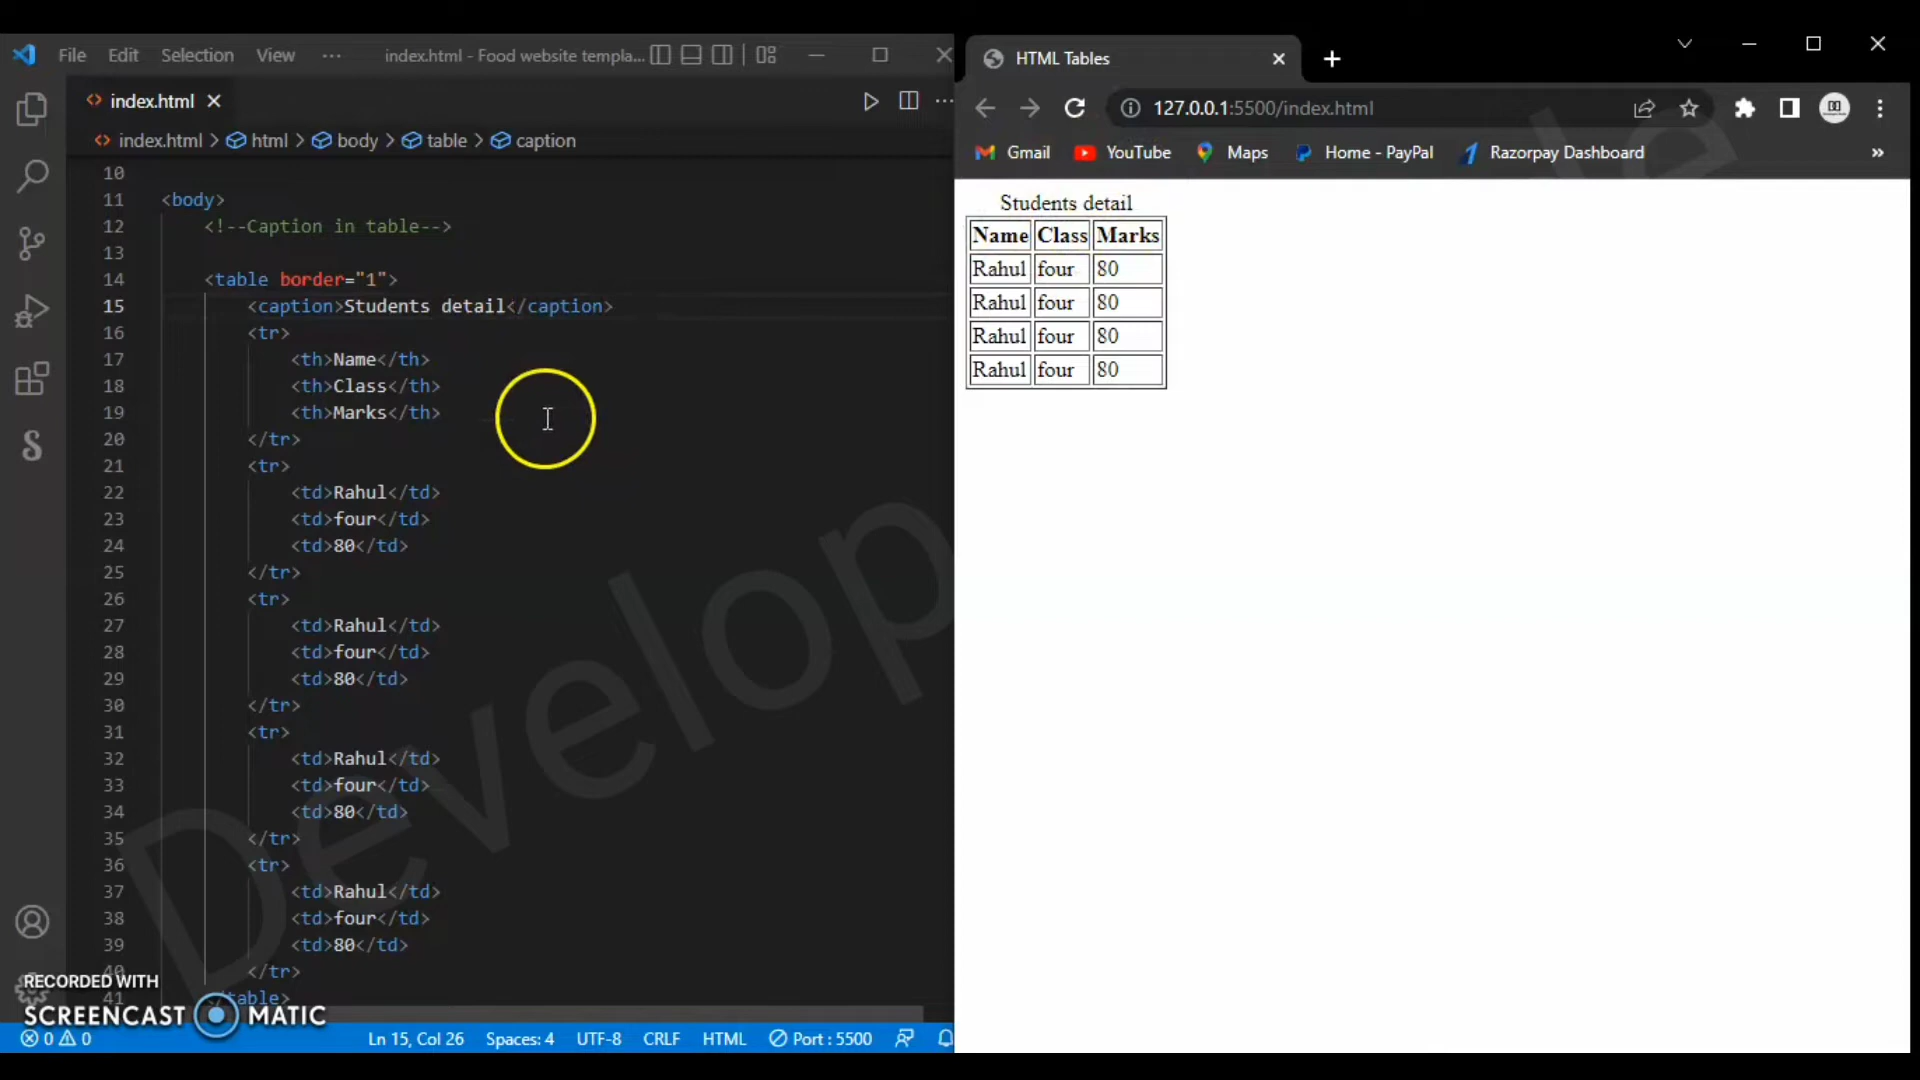 File Edit Selection View ··· index.html - Food website templa...
index.html
index.html > html > body > table > caption
10
11 <body>
12 <!--Caption in table-->
13
14 <table border="1">
15 <caption>Students detail</caption>
16 <tr>
17 <th>Name</th>
18 <th>Class</th>
19 <th>Marks</th>
20 </tr>
21 <tr>
22 <td>Rahul</td>
23 <td>four</td>
24 <td>80</td>
25 </tr>
26 <tr>
27 <td>Rahul</td>
28 <td>four</td>
29 <td>80</td>
30 </tr>
31 <tr>
32 <td>Rahul</td>
33 <td>four</td>
34 <td>80</td>
35 </tr>
36 <tr>
37 <td>Rahul</td>
38 <td>four</td>
39 <td>80</td>
40 </tr>
41 </table>
RECORDED WITH
SCREENCAST MATIC
0 0 Ln 15, Col 26 Spaces: 4 UTF-8 CRLF HTML Port : 5500
HTML Tables
127.0.0.1:5500/index.html
Gmail YouTube Maps Home - PayPal Razorpay Dashboard »
Students detail
Name Class Marks
Rahul four 80
Rahul four 80
Rahul four 80
Rahul four 80
Develop